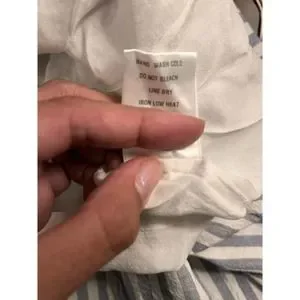 HAND WASH COLD
DO NOT BLEACH
LINE DRY
IRON LOW HEAT